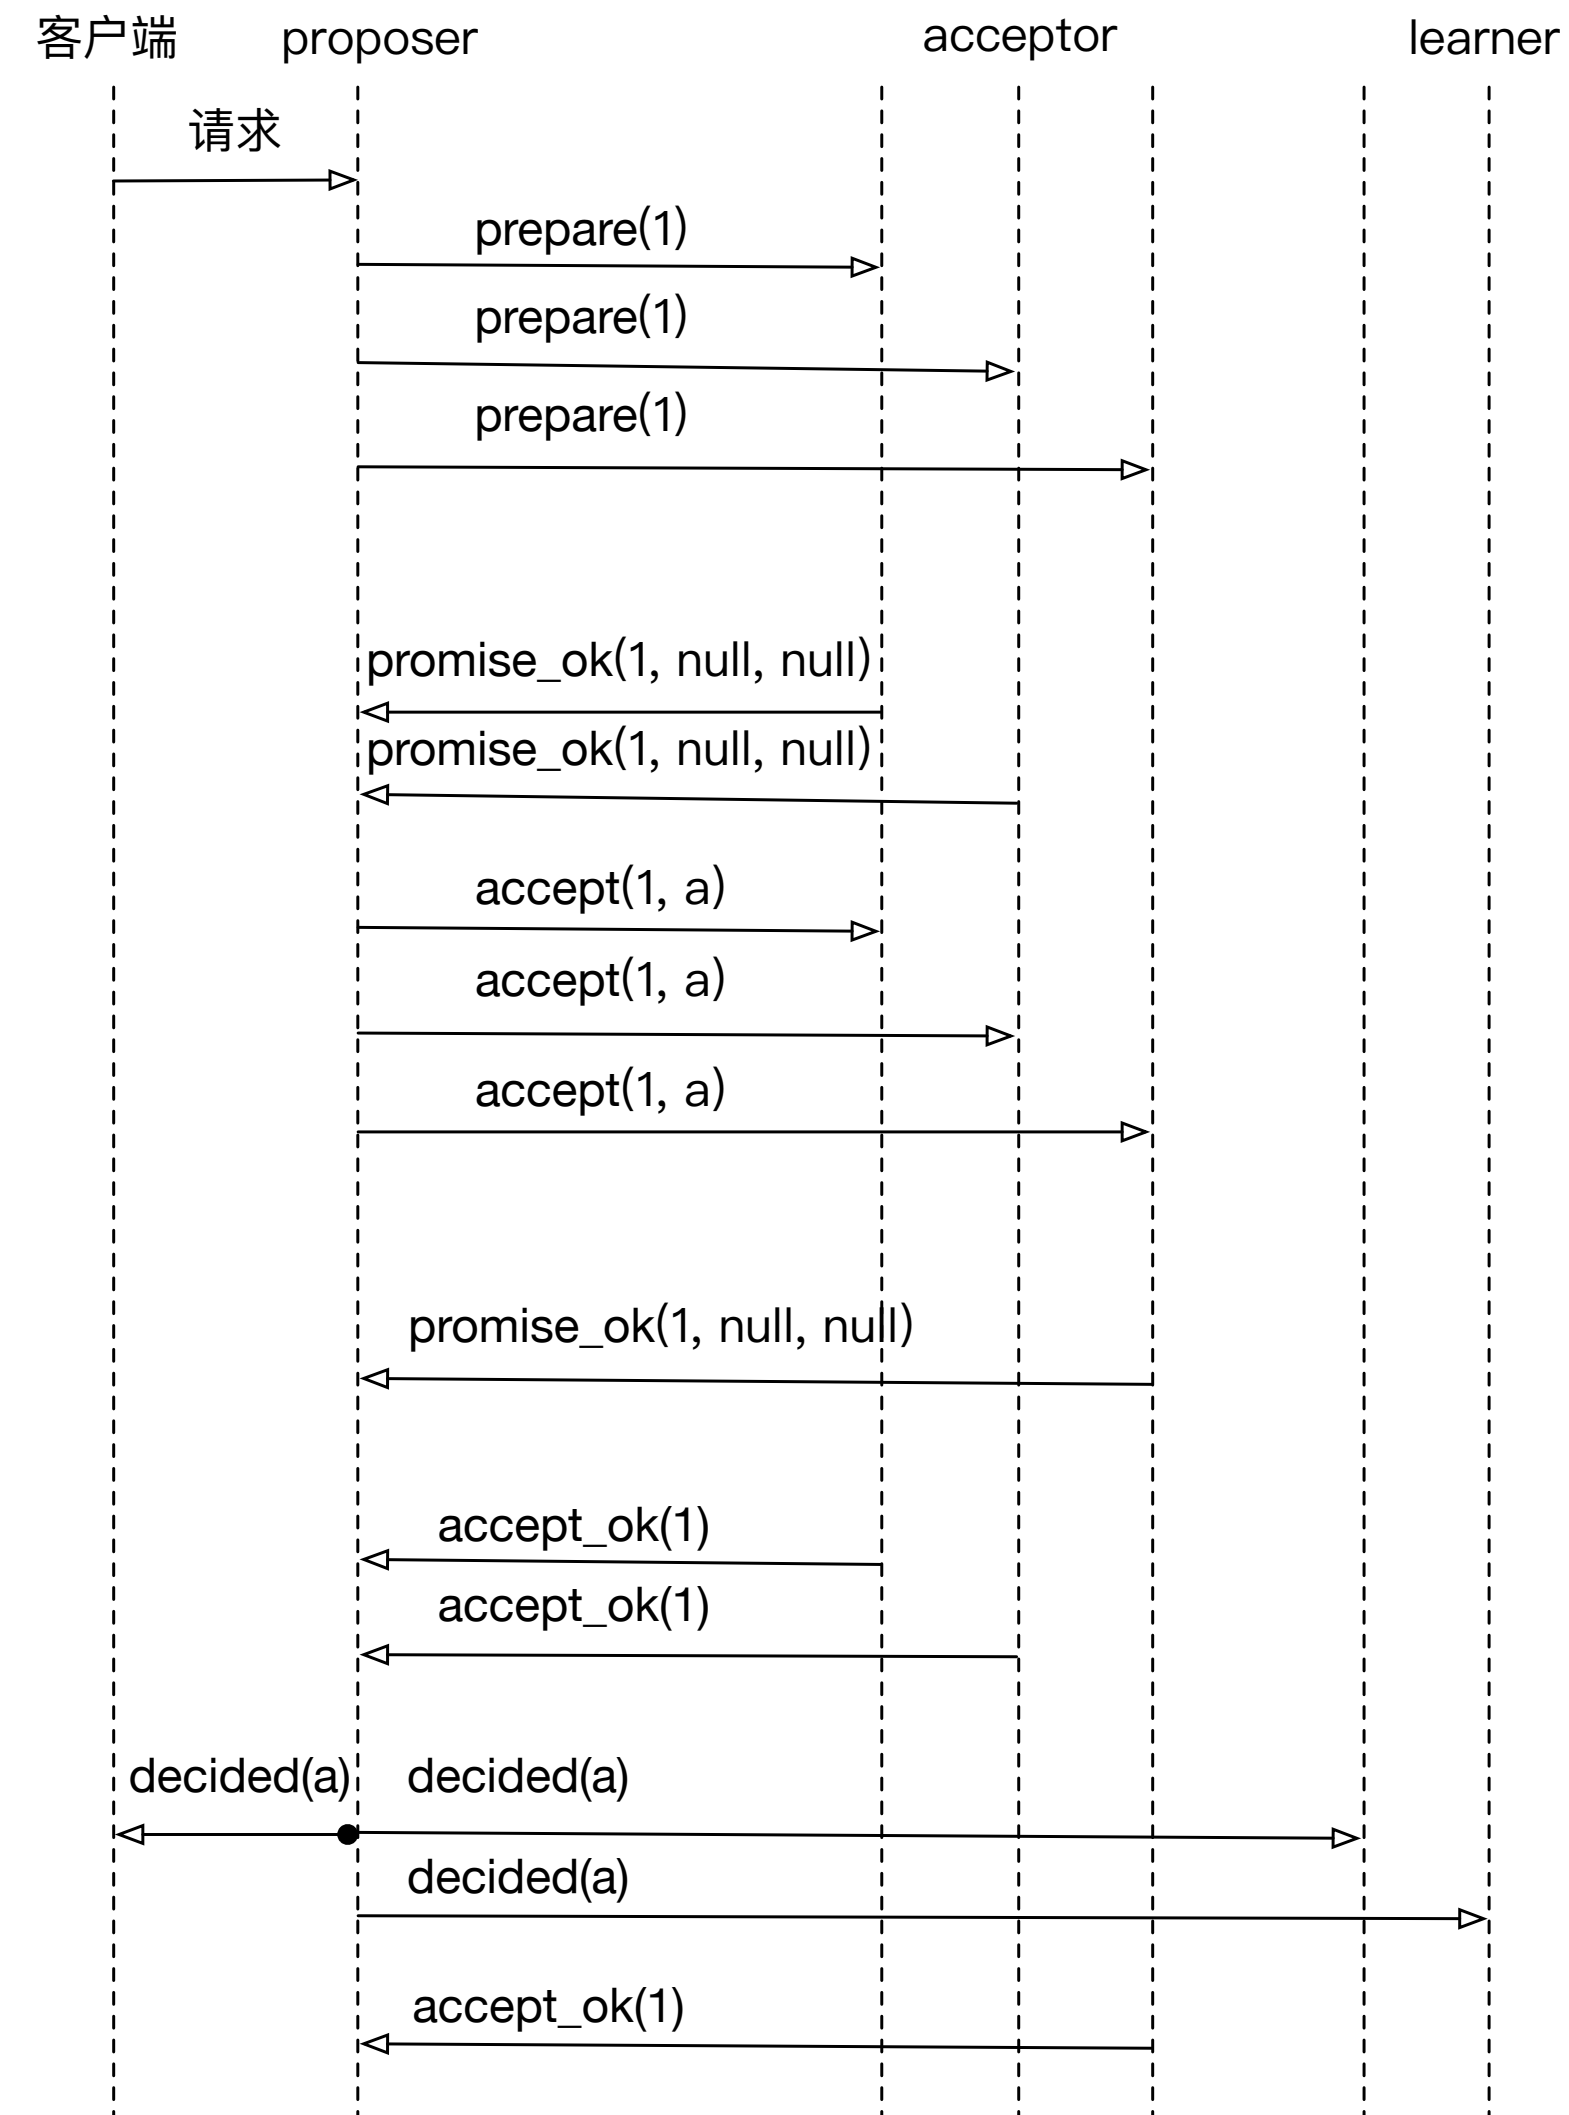 客户端 proposer acceptor learner
请求
prepare(1)
prepare(1)
prepare(1)
promise_ok(1, null, null)
promise_ok(1, null, null)
accept(1, a)
accept(1, a)
accept(1, a)
promise_ok(1, null, null)
accept_ok(1)
accept_ok(1)
decided(a) decided(a)
decided(a)
accept_ok(1)